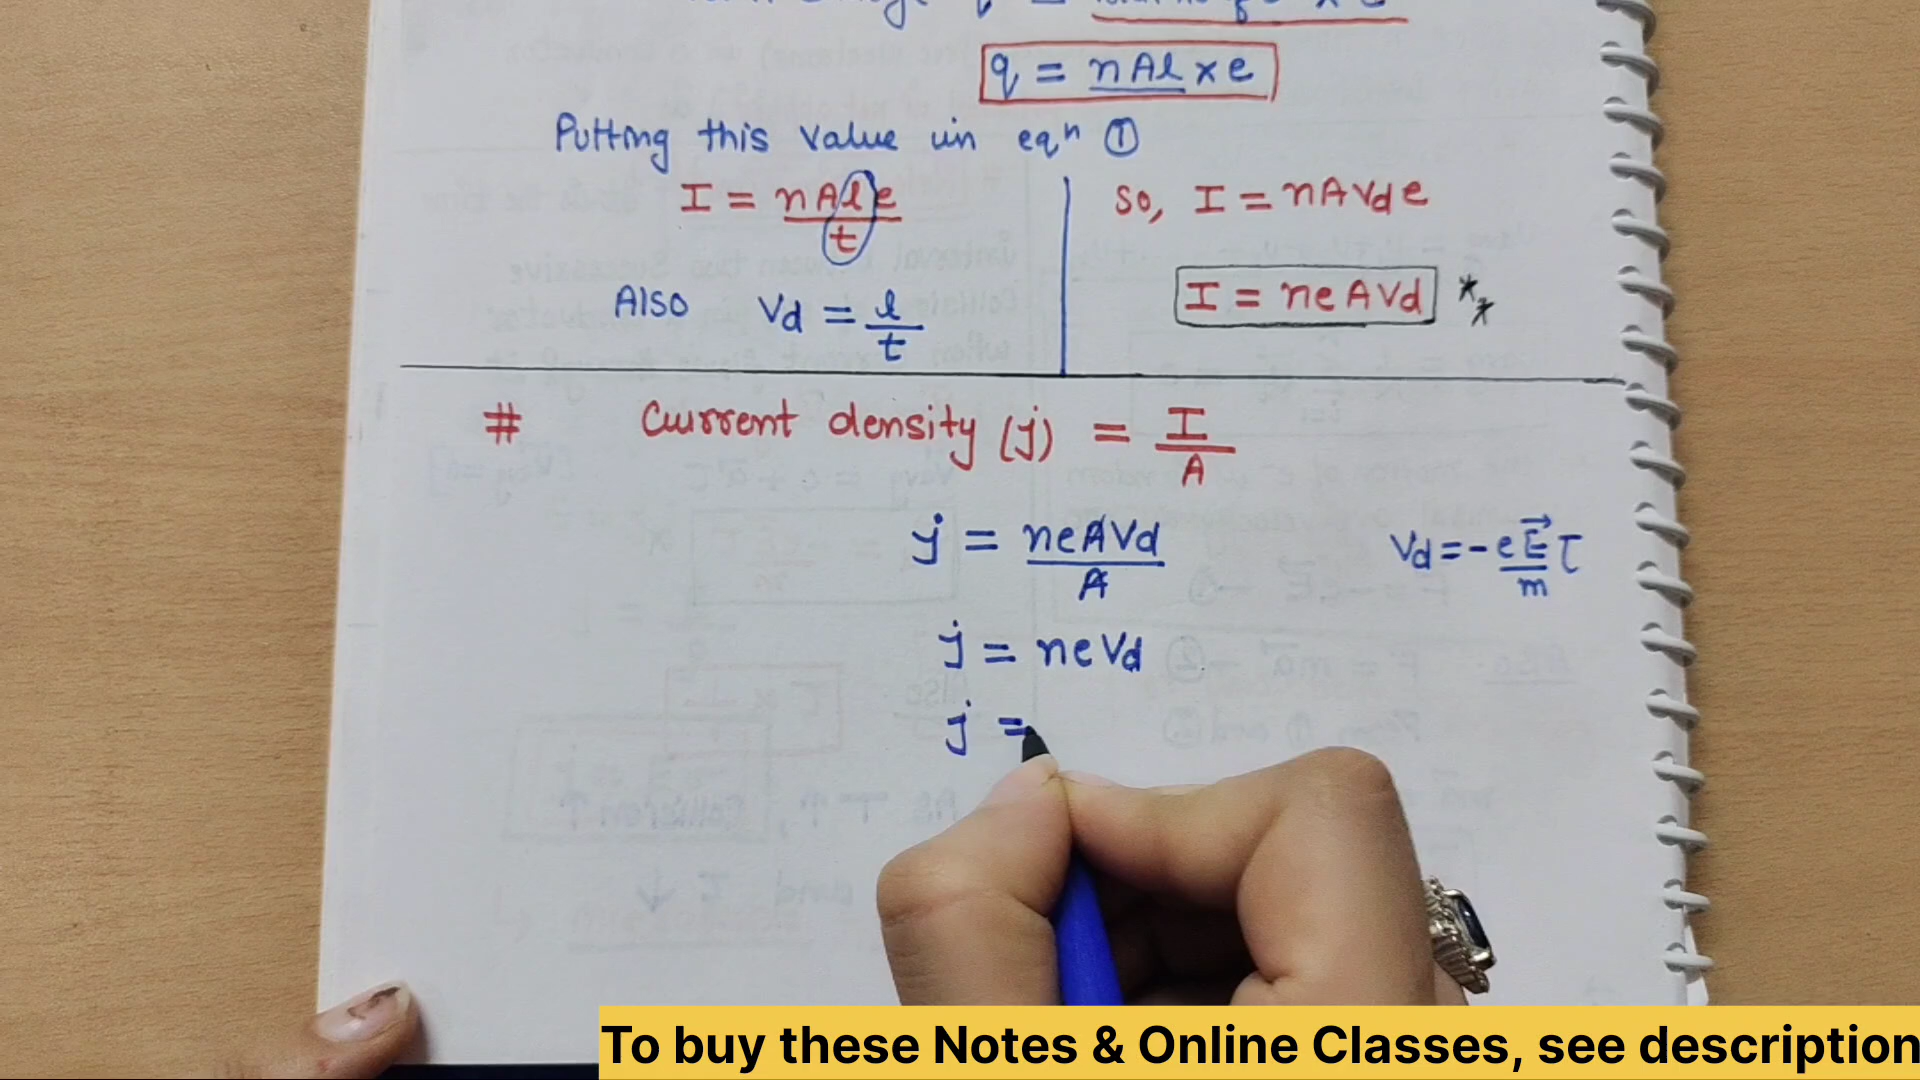 q = nAl x e
Putting this value in eqn ①
I = nAle / t
Also Vd = l / t
So, I = nAVde
I = neAVd **
# Current density (j) = I / A
j = neAVd / A
Vd = -eE⃗ / m τ
j = neVd
j =
To buy these Notes & Online Classes, see description